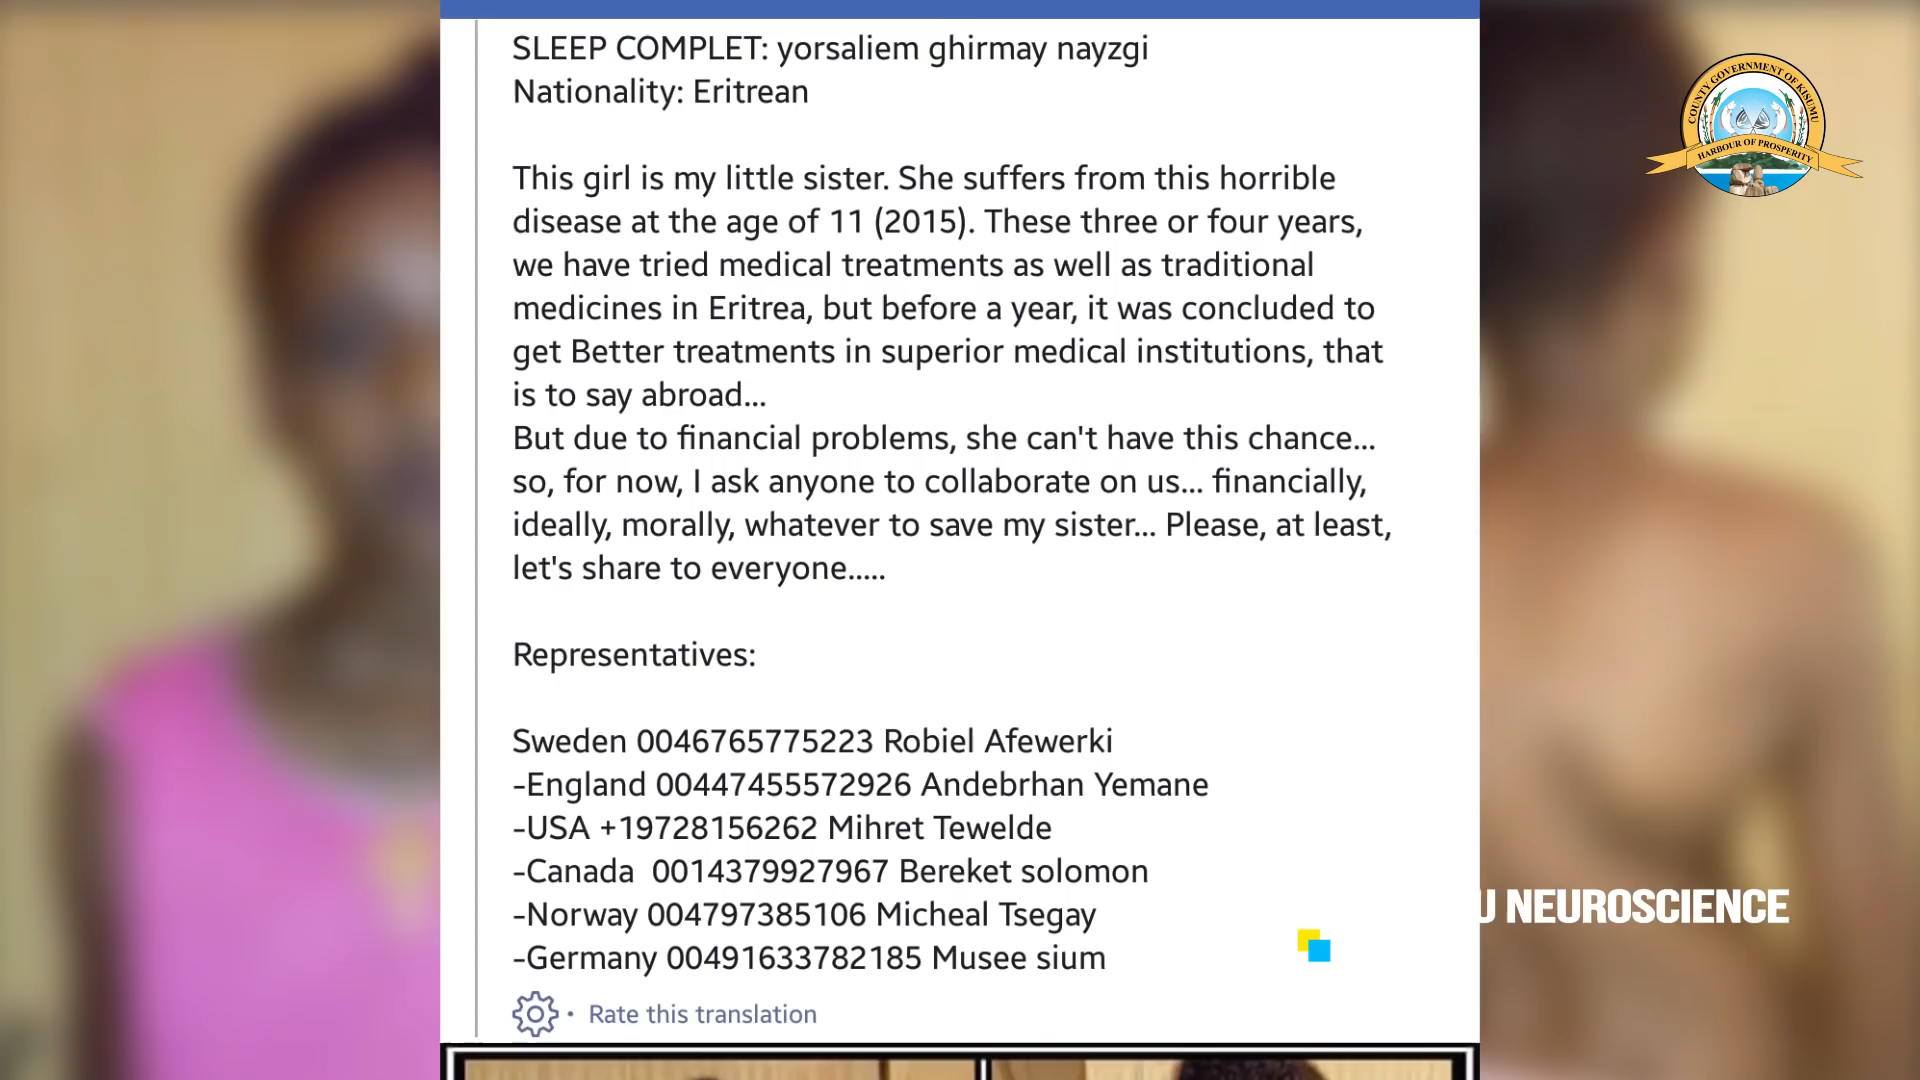 SLEEP COMPLET: yorsaliem ghirmay nayzgi
Nationality: Eritrean
This girl is my little sister. She suffers from this horrible
disease at the age of 11 (2015). These three or four years,
we have tried medical treatments as well as traditional
medicines in Eritrea, but before a year, it was concluded to
get Better treatments in superior medical institutions, that
is to say abroad...
But due to financial problems, she can't have this chance...
so, for now, I ask anyone to collaborate on us... financially,
ideally, morally, whatever to save my sister... Please, at least,
let's share to everyone.....
Representatives:
Sweden 0046765775223 Robiel Afewerki
-England 00447455572926 Andebrhan Yemane
-USA +19728156262 Mihret Tewelde
-Canada 0014379927967 Bereket solomon
-Norway 004797385106 Micheal Tsegay
-Germany 00491633782185 Musee sium
· Rate this translation
COUNTY GOVERNMENT OF KISUMU
HARBOUR OF PROSPERITY
U NEUROSCIENCE